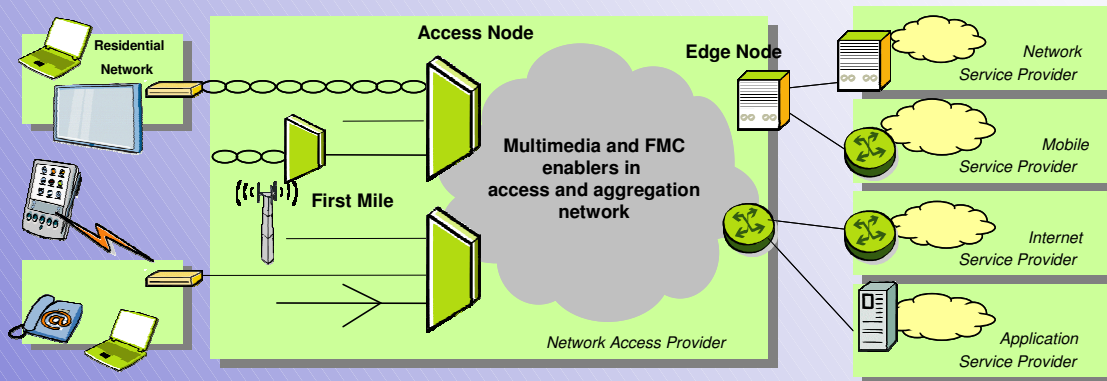 Residential
Network
Access Node
Edge Node
Multimedia and FMC
enablers in
access and aggregation
network
First Mile
Network Access Provider
Network
Service Provider
Mobile
Service Provider
Internet
Service Provider
Application
Service Provider
@